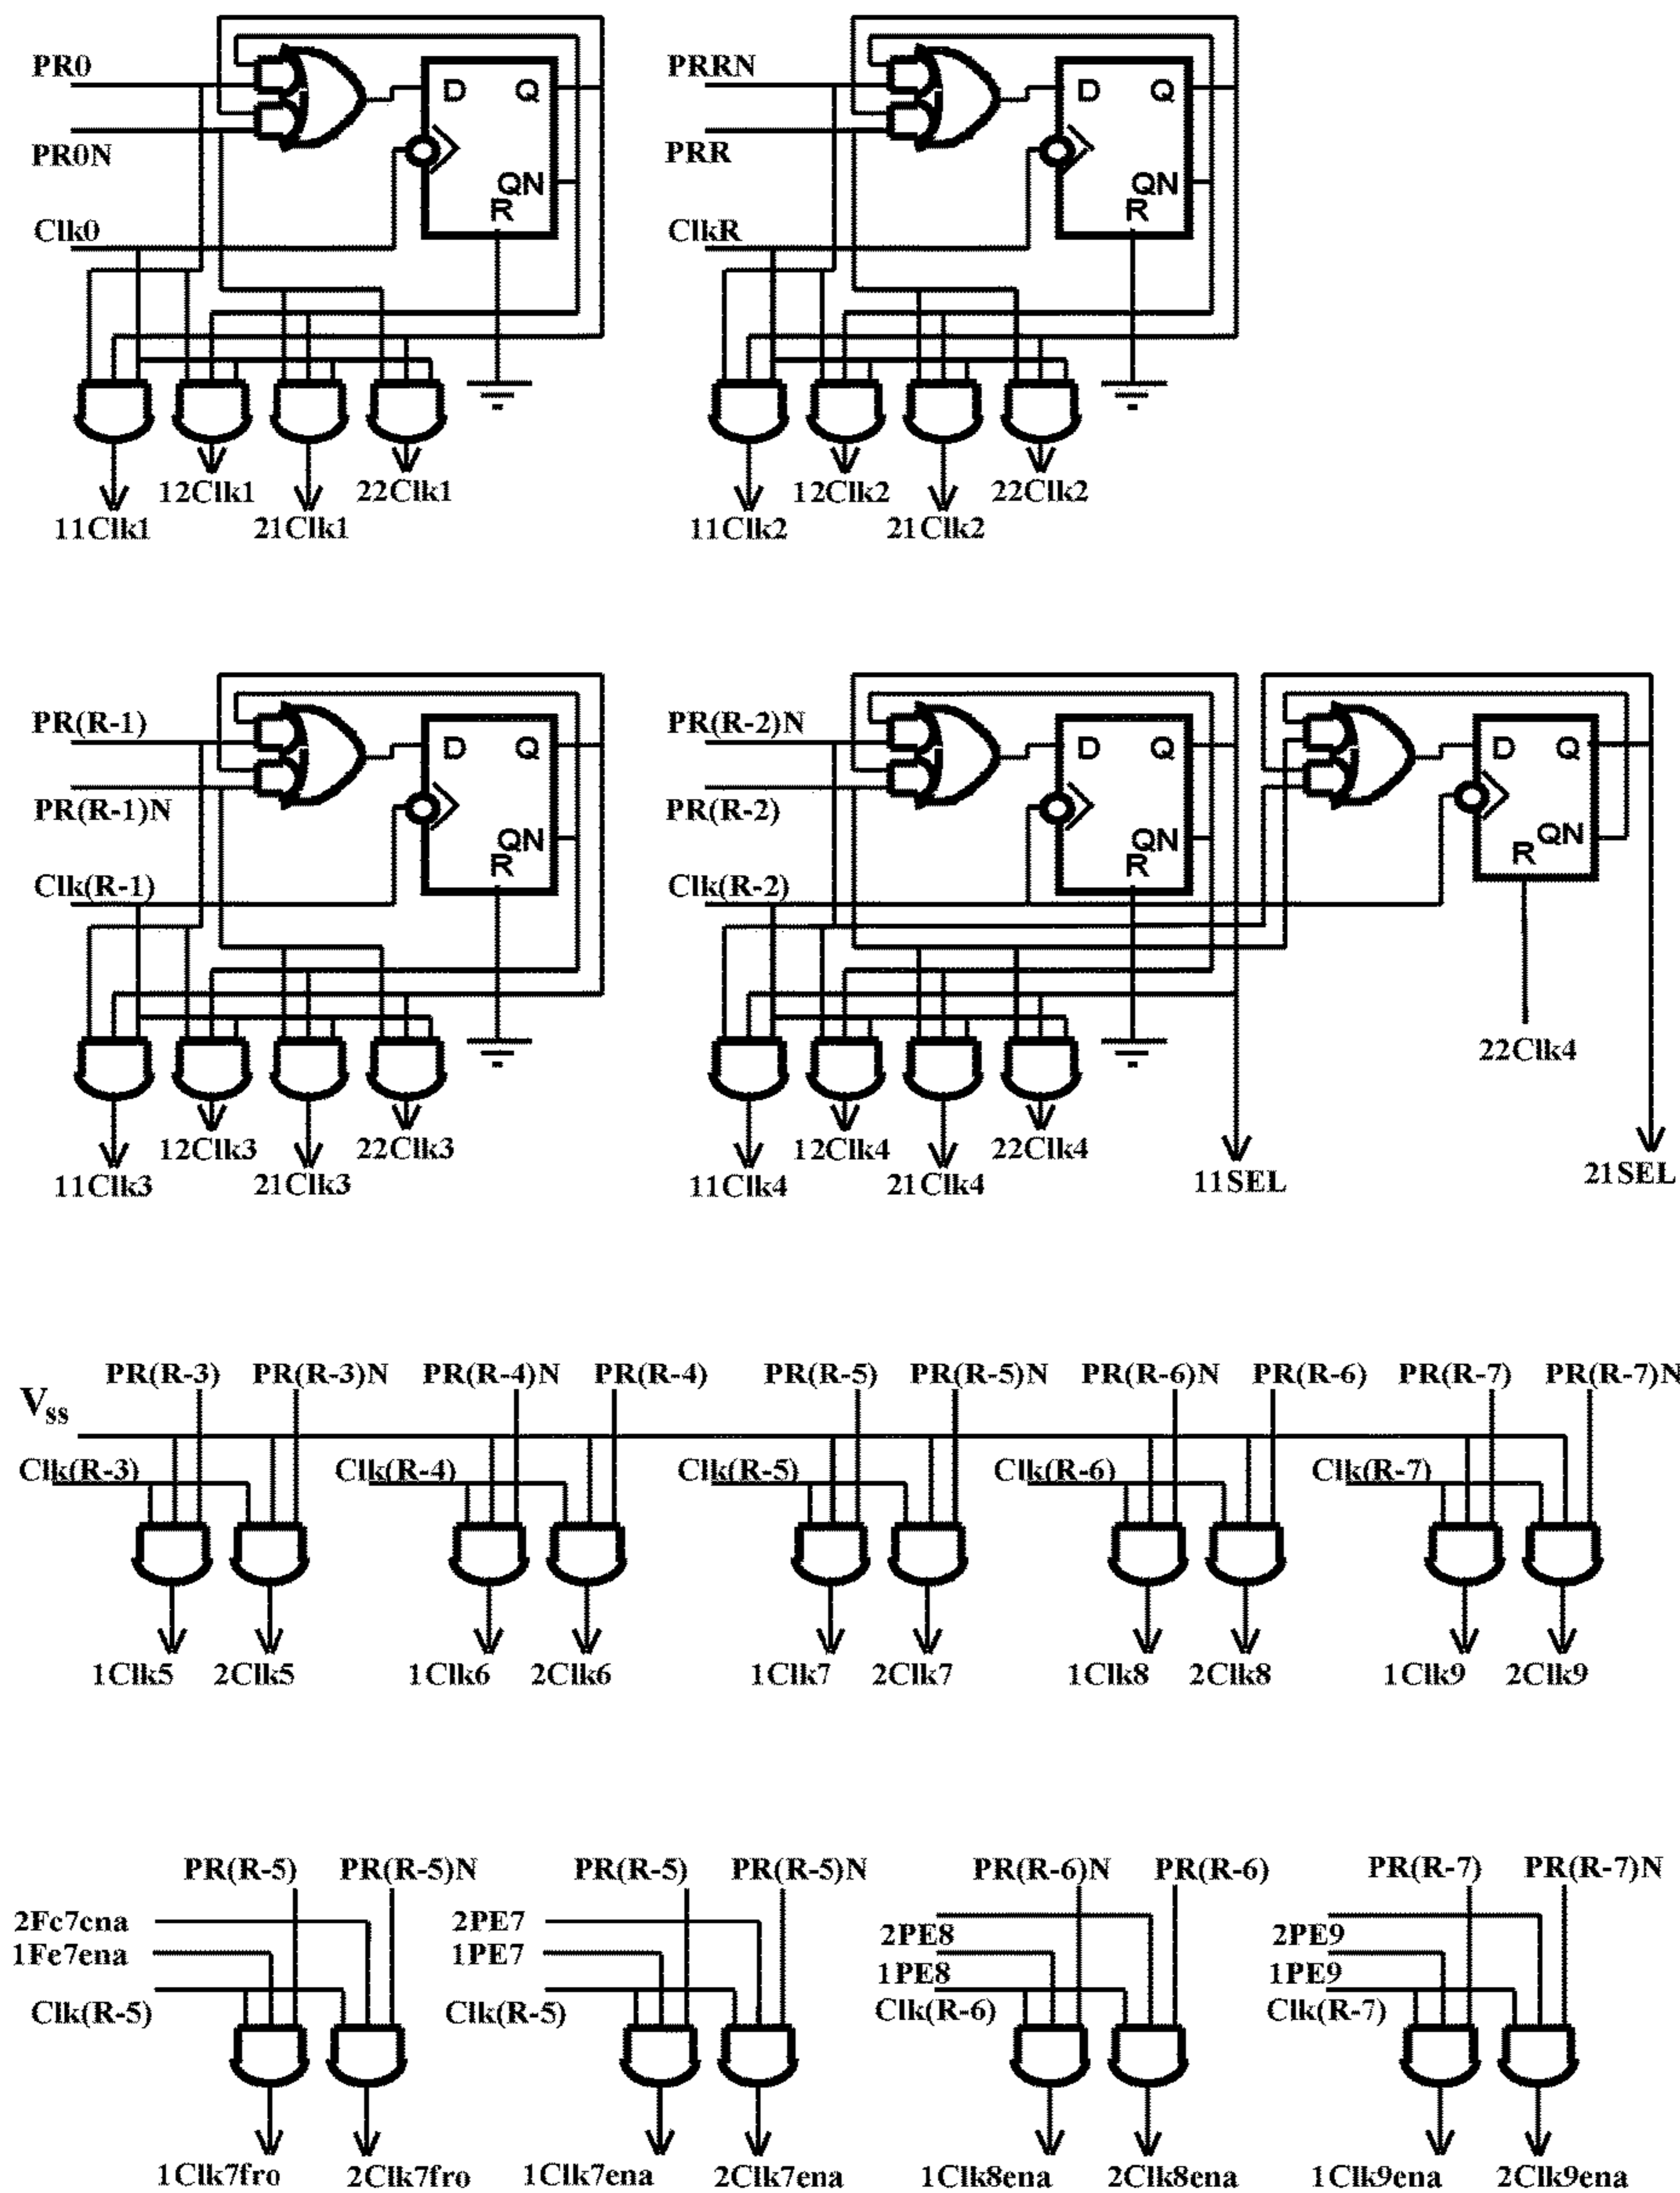 PR0
PR0N
Clk0
D Q
QN
R
11Clk1
12Clk1
21Clk1
22Clk1
PRRN
PRR
ClkR
D Q
QN
R
11Clk2
12Clk2
21Clk2
22Clk2
PR(R-1)
PR(R-1)N
Clk(R-1)
D Q
QN
R
11Clk3
12Clk3
21Clk3
22Clk3
PR(R-2)N
PR(R-2)
Clk(R-2)
D Q
QN
R
11Clk4
12Clk4
21Clk4
22Clk4
11SEL
D Q
QN
R
22Clk4
21SEL
Vss
PR(R-3) PR(R-3)N PR(R-4)N PR(R-4) PR(R-5) PR(R-5)N PR(R-6)N PR(R-6) PR(R-7) PR(R-7)N
Clk(R-3) Clk(R-4) Clk(R-5) Clk(R-6) Clk(R-7)
1Clk5 2Clk5 1Clk6 2Clk6 1Clk7 2Clk7 1Clk8 2Clk8 1Clk9 2Clk9
PR(R-5) PR(R-5)N
2Fc7cna
1Fe7ena
Clk(R-5)
1Clk7fro 2Clk7fro
PR(R-5) PR(R-5)N
2PE7
1PE7
Clk(R-5)
1Clk7ena 2Clk7ena
PR(R-6)N PR(R-6)
2PE8
1PE8
Clk(R-6)
1Clk8ena 2Clk8ena
PR(R-7) PR(R-7)N
2PE9
1PE9
Clk(R-7)
1Clk9ena 2Clk9ena